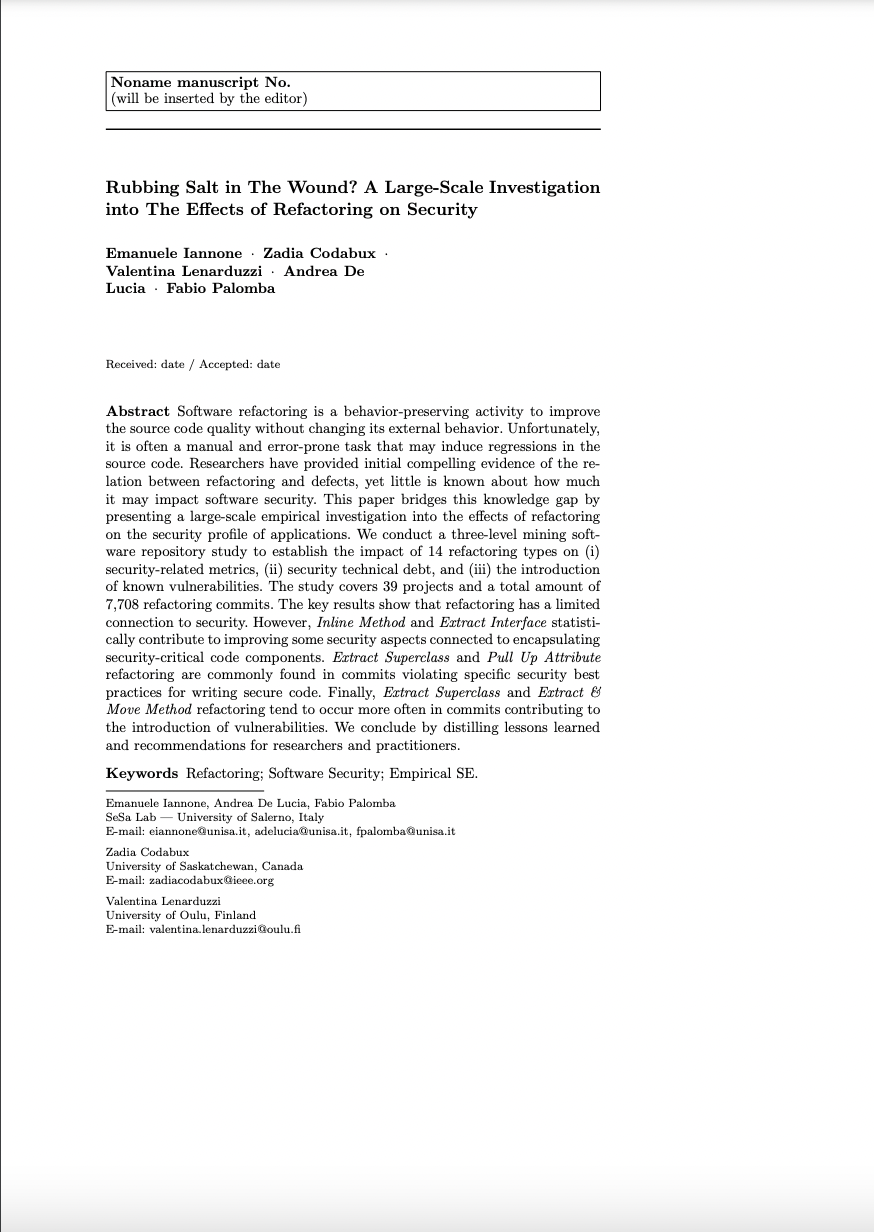 Noname manuscript No.
(will be inserted by the editor)
Rubbing Salt in The Wound? A Large-Scale Investigation
into The Effects of Refactoring on Security
Emanuele Iannone · Zadia Codabux ·
Valentina Lenarduzzi · Andrea De
Lucia · Fabio Palomba
Received: date / Accepted: date
Abstract Software refactoring is a behavior-preserving activity to improve
the source code quality without changing its external behavior. Unfortunately,
it is often a manual and error-prone task that may induce regressions in the
source code. Researchers have provided initial compelling evidence of the re-
lation between refactoring and defects, yet little is known about how much
it may impact software security. This paper bridges this knowledge gap by
presenting a large-scale empirical investigation into the effects of refactoring
on the security profile of applications. We conduct a three-level mining soft-
ware repository study to establish the impact of 14 refactoring types on (i)
security-related metrics, (ii) security technical debt, and (iii) the introduction
of known vulnerabilities. The study covers 39 projects and a total amount of
7,708 refactoring commits. The key results show that refactoring has a limited
connection to security. However, Inline Method and Extract Interface statisti-
cally contribute to improving some security aspects connected to encapsulating
security-critical code components. Extract Superclass and Pull Up Attribute
refactoring are commonly found in commits violating specific security best
practices for writing secure code. Finally, Extract Superclass and Extract &
Move Method refactoring tend to occur more often in commits contributing to
the introduction of vulnerabilities. We conclude by distilling lessons learned
and recommendations for researchers and practitioners.
Keywords Refactoring; Software Security; Empirical SE.
Emanuele Iannone, Andrea De Lucia, Fabio Palomba
SeSa Lab — University of Salerno, Italy
E-mail: eiannone@unisa.it, adelucia@unisa.it, fpalomba@unisa.it
Zadia Codabux
University of Saskatchewan, Canada
E-mail: zadiacodabux@ieee.org
Valentina Lenarduzzi
University of Oulu, Finland
E-mail: valentina.lenarduzzi@oulu.fi